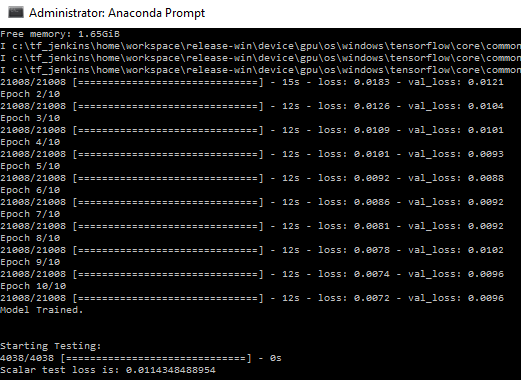 Administrator: Anaconda Prompt
Free memory: 1.65GiB
I c:\tf_jenkins\home\workspace\release-win\device\gpu\os\windows\tensorflow\core\common
I c:\tf_jenkins\home\workspace\release-win\device\gpu\os\windows\tensorflow\core\common
I c:\tf_jenkins\home\workspace\release-win\device\gpu\os\windows\tensorflow\core\common
21008/21008 [==============================] - 15s - loss: 0.0183 - val_loss: 0.0121
Epoch 2/10
21008/21008 [==============================] - 12s - loss: 0.0126 - val_loss: 0.0104
Epoch 3/10
21008/21008 [==============================] - 12s - loss: 0.0109 - val_loss: 0.0101
Epoch 4/10
21008/21008 [==============================] - 12s - loss: 0.0101 - val_loss: 0.0093
Epoch 5/10
21008/21008 [==============================] - 12s - loss: 0.0092 - val_loss: 0.0088
Epoch 6/10
21008/21008 [==============================] - 12s - loss: 0.0086 - val_loss: 0.0092
Epoch 7/10
21008/21008 [==============================] - 12s - loss: 0.0081 - val_loss: 0.0092
Epoch 8/10
21008/21008 [==============================] - 12s - loss: 0.0078 - val_loss: 0.0102
Epoch 9/10
21008/21008 [==============================] - 12s - loss: 0.0074 - val_loss: 0.0096
Epoch 10/10
21008/21008 [==============================] - 12s - loss: 0.0072 - val_loss: 0.0096
Model Trained.
Starting Testing:
4038/4038 [==============================] - 0s
Scalar test loss is: 0.0114348488954